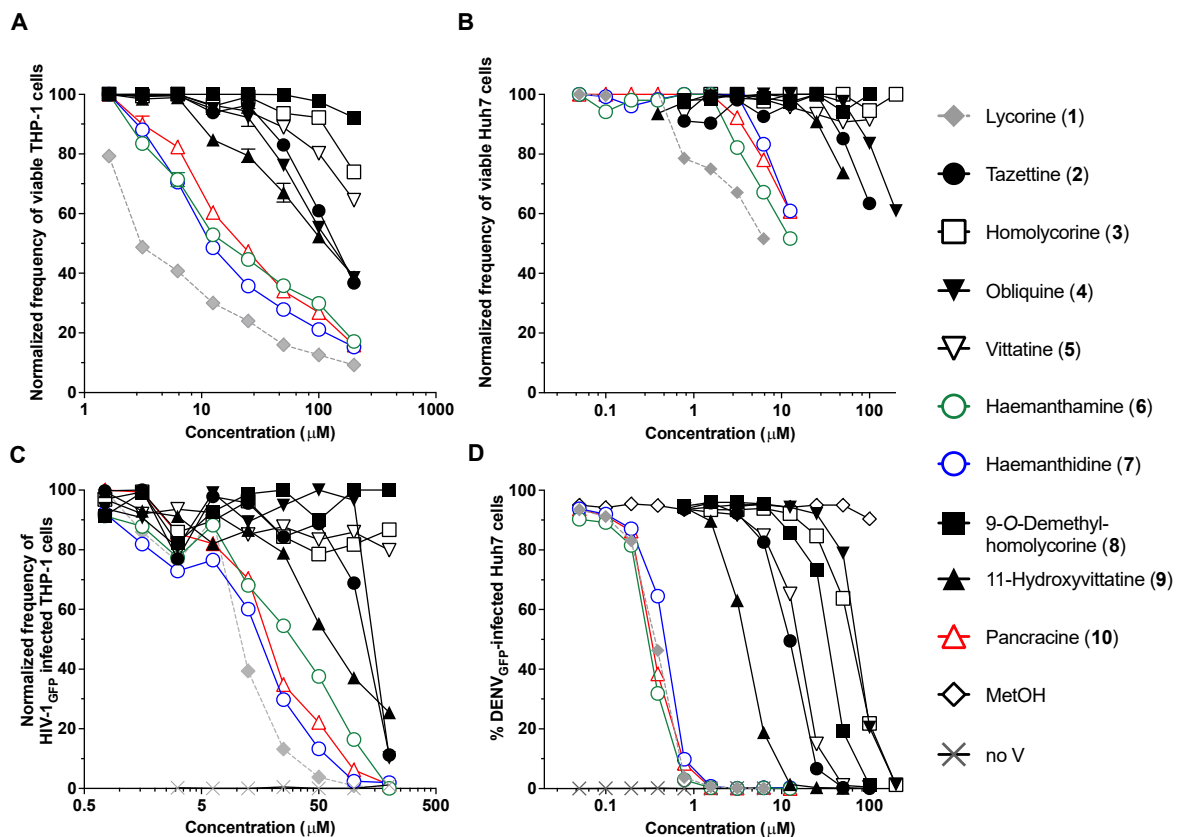 A
Normalized frequency of viable THP-1 cells
100
80
60
40
20
0
1
10
100
1000
Concentration (μM)
B
Normalized frequency of viable Huh7 cells
100
80
60
40
20
0
0.1
1
10
100
Concentration (μM)
C
Normalized frequency of
HIV-1GFP-infected THP-1 cells
100
80
60
40
20
0
0.5
5
50
500
Concentration (μM)
D
% DENVGFP-infected Huh7 cells
100
80
60
40
20
0
0.1
1
10
100
Concentration (μM)
Lycorine (1)
Tazettine (2)
Homolycorine (3)
Obliquine (4)
Vittatine (5)
Haemanthamine (6)
Haemanthidine (7)
9-O-Demethyl-
homolycorine (8)
11-Hydroxyvittatine (9)
Pancracine (10)
MetOH
no V